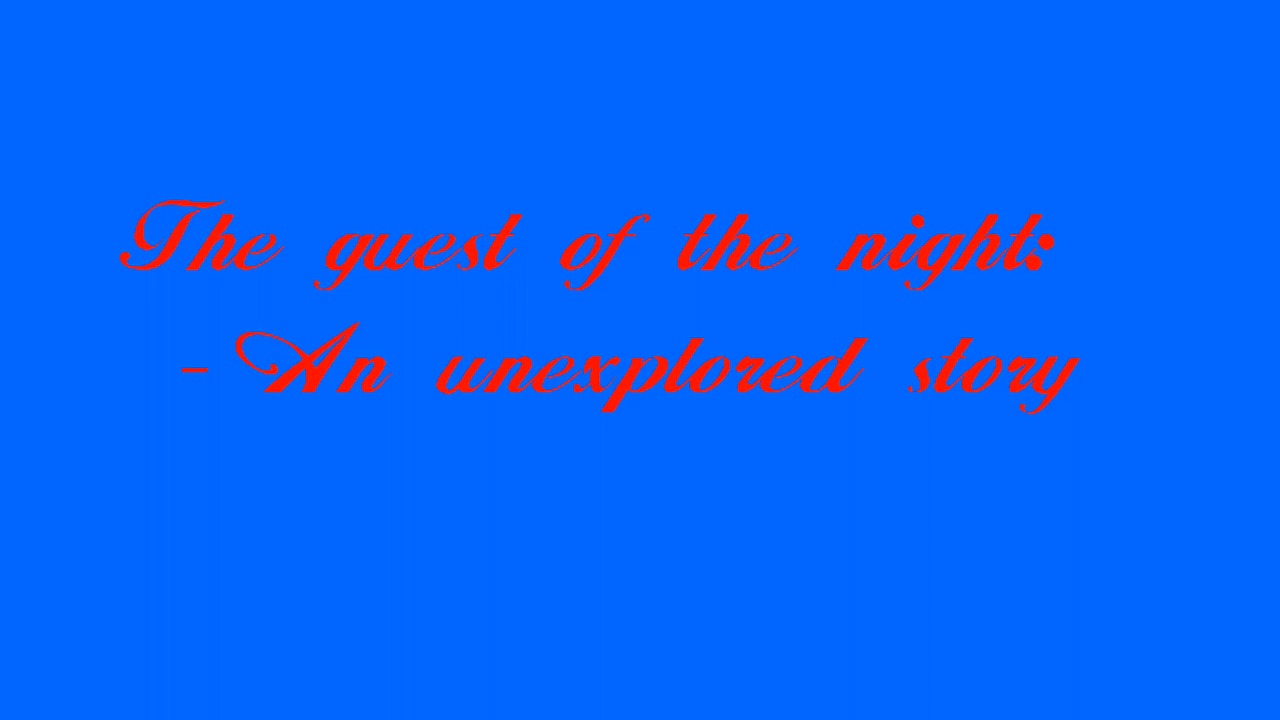 The guest of the night:
- An unexplored story